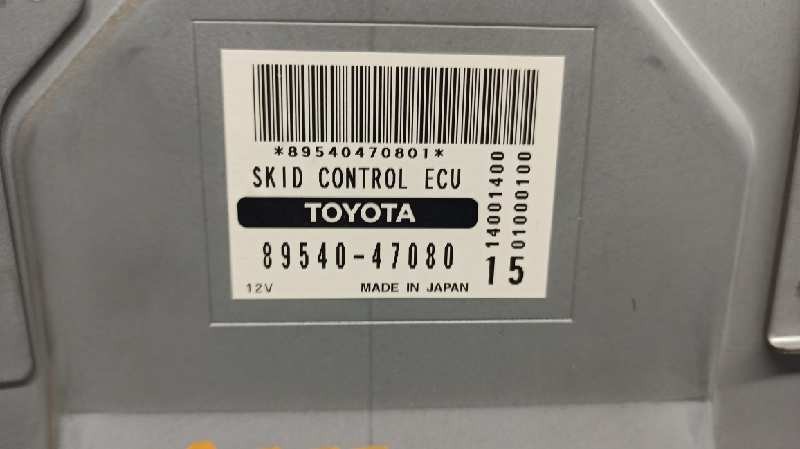 *89540470801*
SKID CONTROL ECU
TOYOTA
89540-47080
12V MADE IN JAPAN
14001400
01000100
15